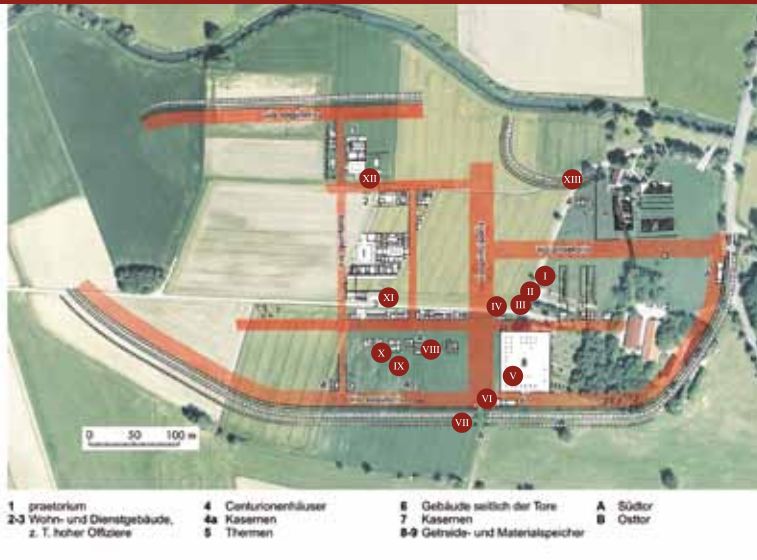 XII
XIII
I
II
III
IV
XI
VIII
X
IX
V
VI
VII
0 50 100 m
1 praetorium
2-3 Wohn- und Dienstgebäude,
z. T. hoher Offiziere
4 Centurionenhäuser
4a Kasernen
5 Thermen
6 Gebäude seitlich der Tore
7 Kasernen
8-9 Getreide- und Materialspeicher
A Südtor
B Osttor